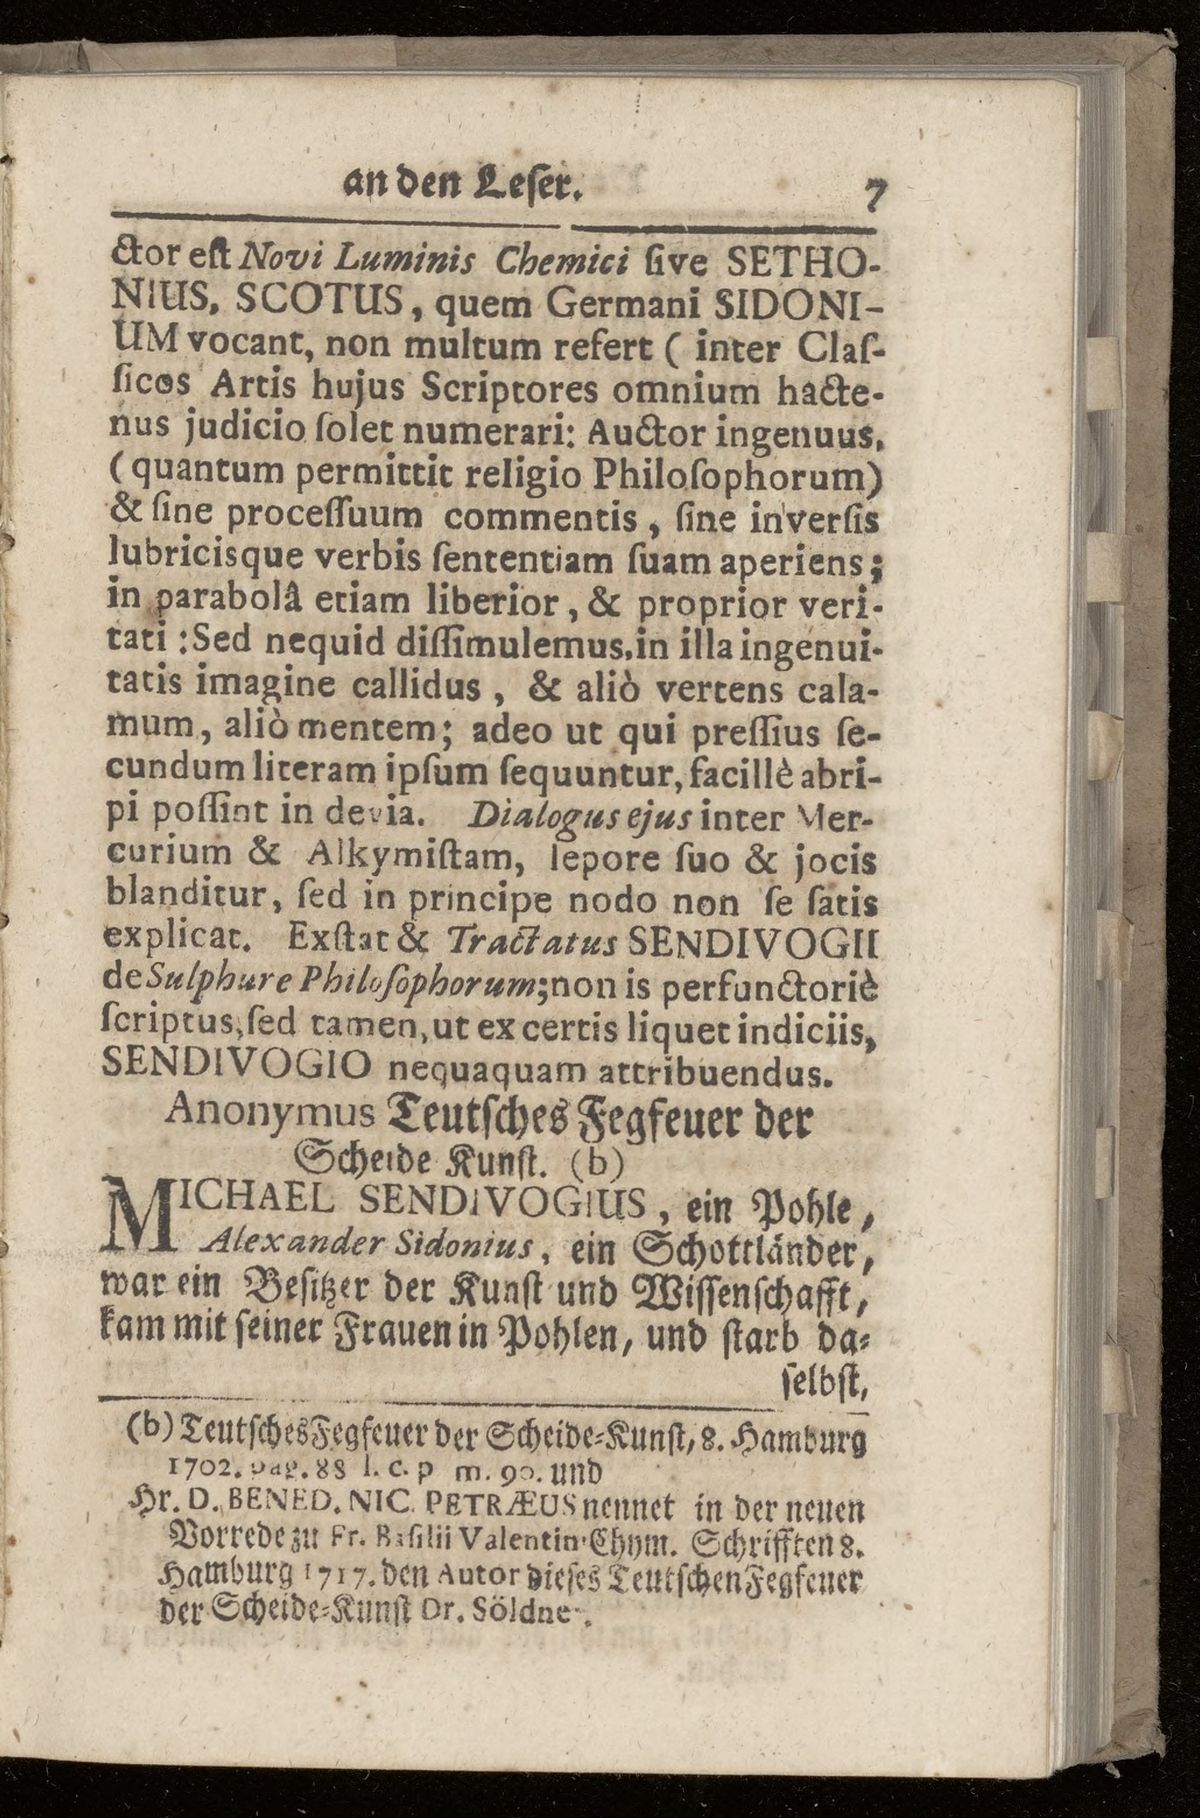 an den Leſer. 7
ctor eſt Novi Luminis Chemici ſive SETHO-
NIUS, SCOTUS, quem Germani SIDONI-
UM vocant, non multum refert ( inter Claſ-
ſicos Artis hujus Scriptores omnium hacte-
nus judicio ſolet numerari: Auctor ingenuus,
(quantum permittit religio Philoſophorum)
& ſine proceſſuum commentis, ſine inverſis
lubricisque verbis ſententiam ſuam aperiens;
in parabolâ etiam liberior, & proprior veri-
tati: Sed nequid diſſimulemus, in illa ingenui-
tatis imagine callidus, & aliò vertens cala-
mum, aliò mentem; adeo ut qui preſſius ſe-
cundum literam ipſum ſequuntur, facillè abri-
pi poſſint in devia. Dialogus ejus inter Mer-
curium & Alkymiſtam, lepore ſuo & jocis
blanditur, ſed in principe nodo non ſe ſatis
explicat. Exſtat & Tractatus SENDIVOGII
de Sulphure Philoſophorum; non is perfunctoriè
ſcriptus, ſed tamen, ut ex certis liquet indiciis,
SENDIVOGIO nequaquam attribuendus.
Anonymus Teutſches Fegfeuer der
Scheide Kunſt. (b)
MICHAEL SENDIVOGIUS, ein Pohle,
Alexander Sidonius, ein Schottländer,
war ein Beſitzer der Kunſt und Wiſſenſchafft,
kam mit ſeiner Frauen in Pohlen, und ſtarb da-
ſelbſt,
(b) Teutſches Fegfeuer der Scheide-Kunſt, 8. Hamburg
1702. pag. 88 l. c. p m. 90. und
Hr. D. BENED. NIC. PETRÆUS nennet in der neuen
Vorrede zu Fr. Baſilii Valentin. Chym. Schrifften 8.
Hamburg 1717. den Autor dieſes Teutſchen Fegfeuer
der Scheide-Kunſt Dr. Söldner.